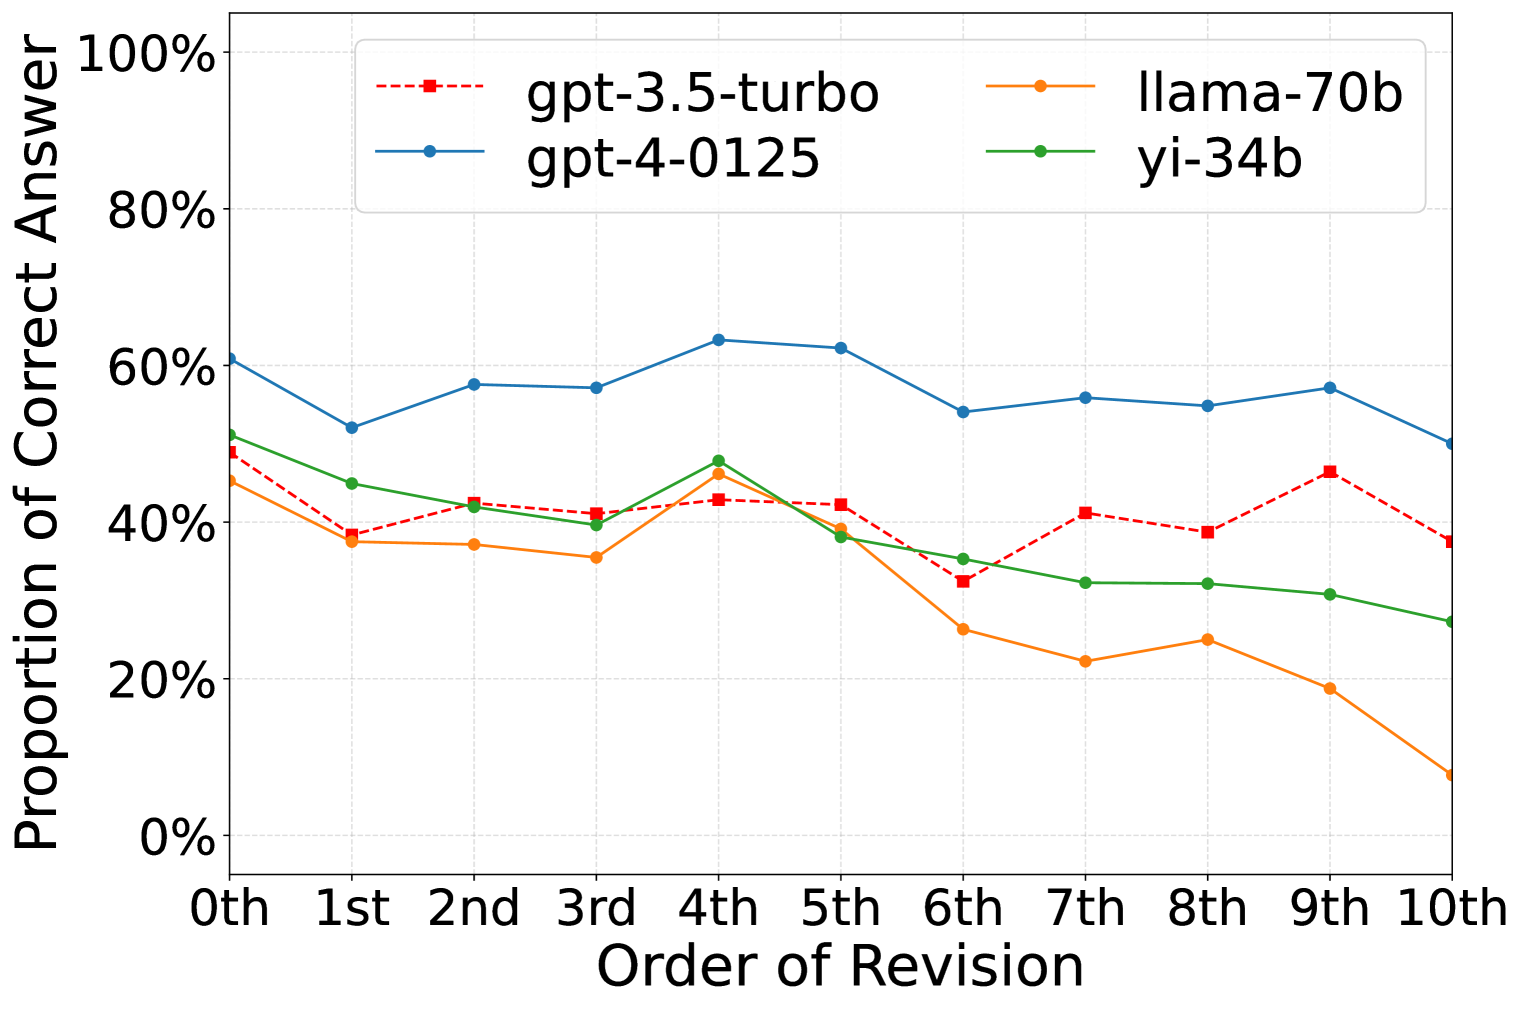 Proportion of Correct Answer
100%
80%
60%
40%
20%
0%
gpt-3.5-turbo
gpt-4-0125
llama-70b
yi-34b
0th 1st 2nd 3rd 4th 5th 6th 7th 8th 9th 10th
Order of Revision